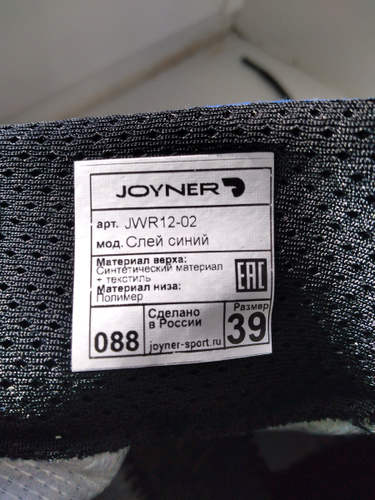 JOYNER
арт. JWR12-02
мод. Слей синий
Материал верха:
Синтетический материал
+ текстиль
Материал низа:
Полимер
EAC
088
Сделано
в России
joyner-sport.ru
Размер
39